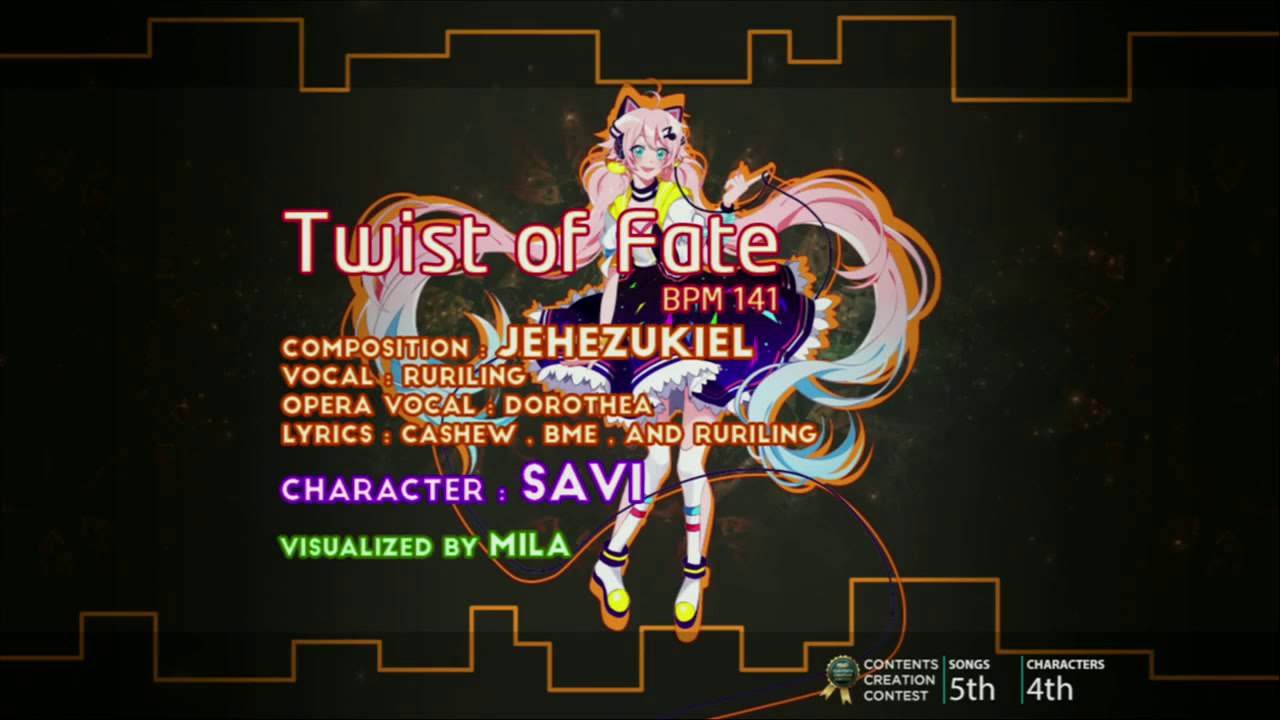 Twist of Fate
BPM 141
COMPOSITION : JEHEZUKIEL
VOCAL : RURILING
OPERA VOCAL : DOROTHEA
LYRICS : CASHEW , BME , AND RURILING
CHARACTER : SAVI
VISUALIZED BY MILA
CONTENTS CREATION CONTEST
SONGS 5th
CHARACTERS 4th